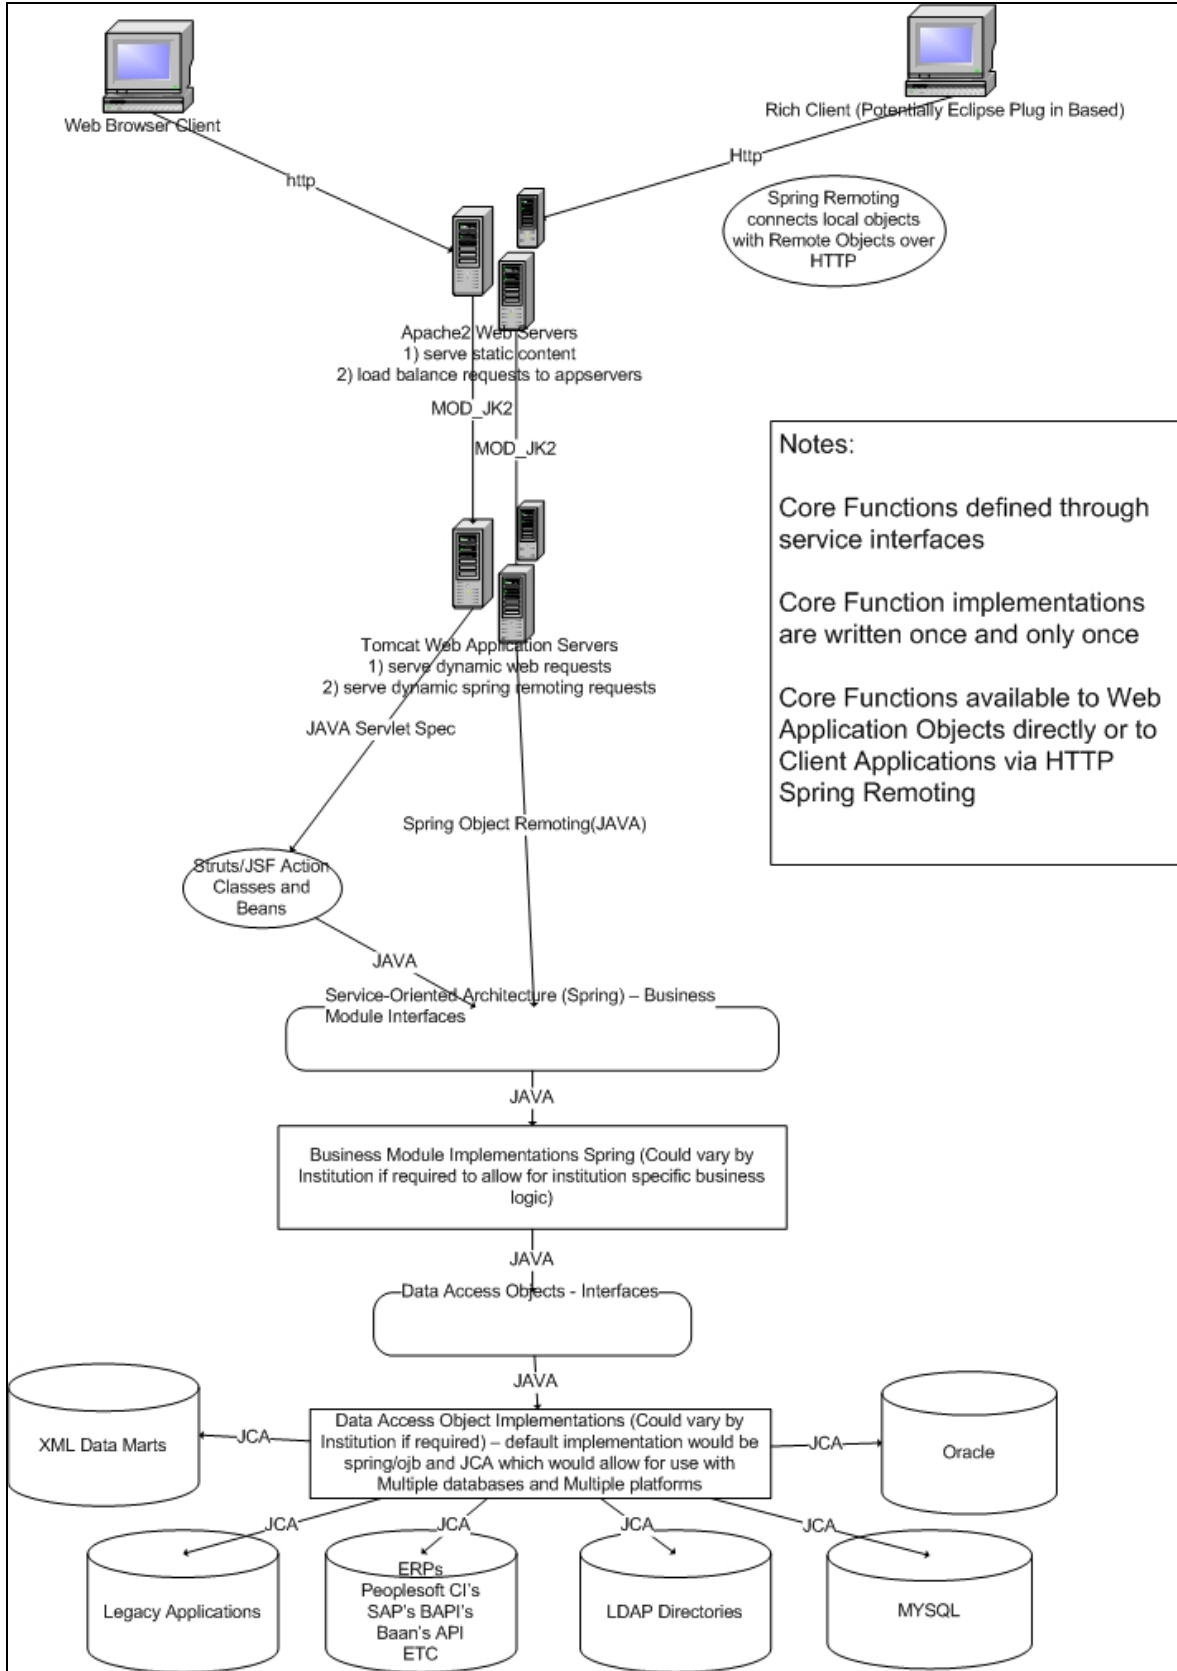 Web Browser Client
Rich Client (Potentially Eclipse Plug in Based)
http
Http
Spring Remoting
connects local objects
with Remote Objects over
HTTP
Apache2 Web Servers
1) serve static content
2) load balance requests to appservers
MOD_JK2
MOD_JK2
Notes:
Core Functions defined through
service interfaces
Core Function implementations
are written once and only once
Core Functions available to Web
Application Objects directly or to
Client Applications via HTTP
Spring Remoting
Tomcat Web Application Servers
1) serve dynamic web requests
2) serve dynamic spring remoting requests
JAVA Servlet Spec
Spring Object Remoting(JAVA)
Struts/JSF Action
Classes and
Beans
JAVA
Service-Oriented Architecture (Spring) – Business
Module Interfaces
JAVA
Business Module Implementations Spring (Could vary by
Institution if required to allow for institution specific business
logic)
JAVA
Data Access Objects - Interfaces
JAVA
Data Access Object Implementations (Could vary by
Institution if required) – default implementation would be
spring/ojb and JCA which would allow for use with
Multiple databases and Multiple platforms
JCA
XML Data Marts
JCA
Oracle
JCA
JCA
JCA
JCA
Legacy Applications
ERPs
Peoplesoft CI's
SAP's BAPI's
Baan's API
ETC
LDAP Directories
MYSQL